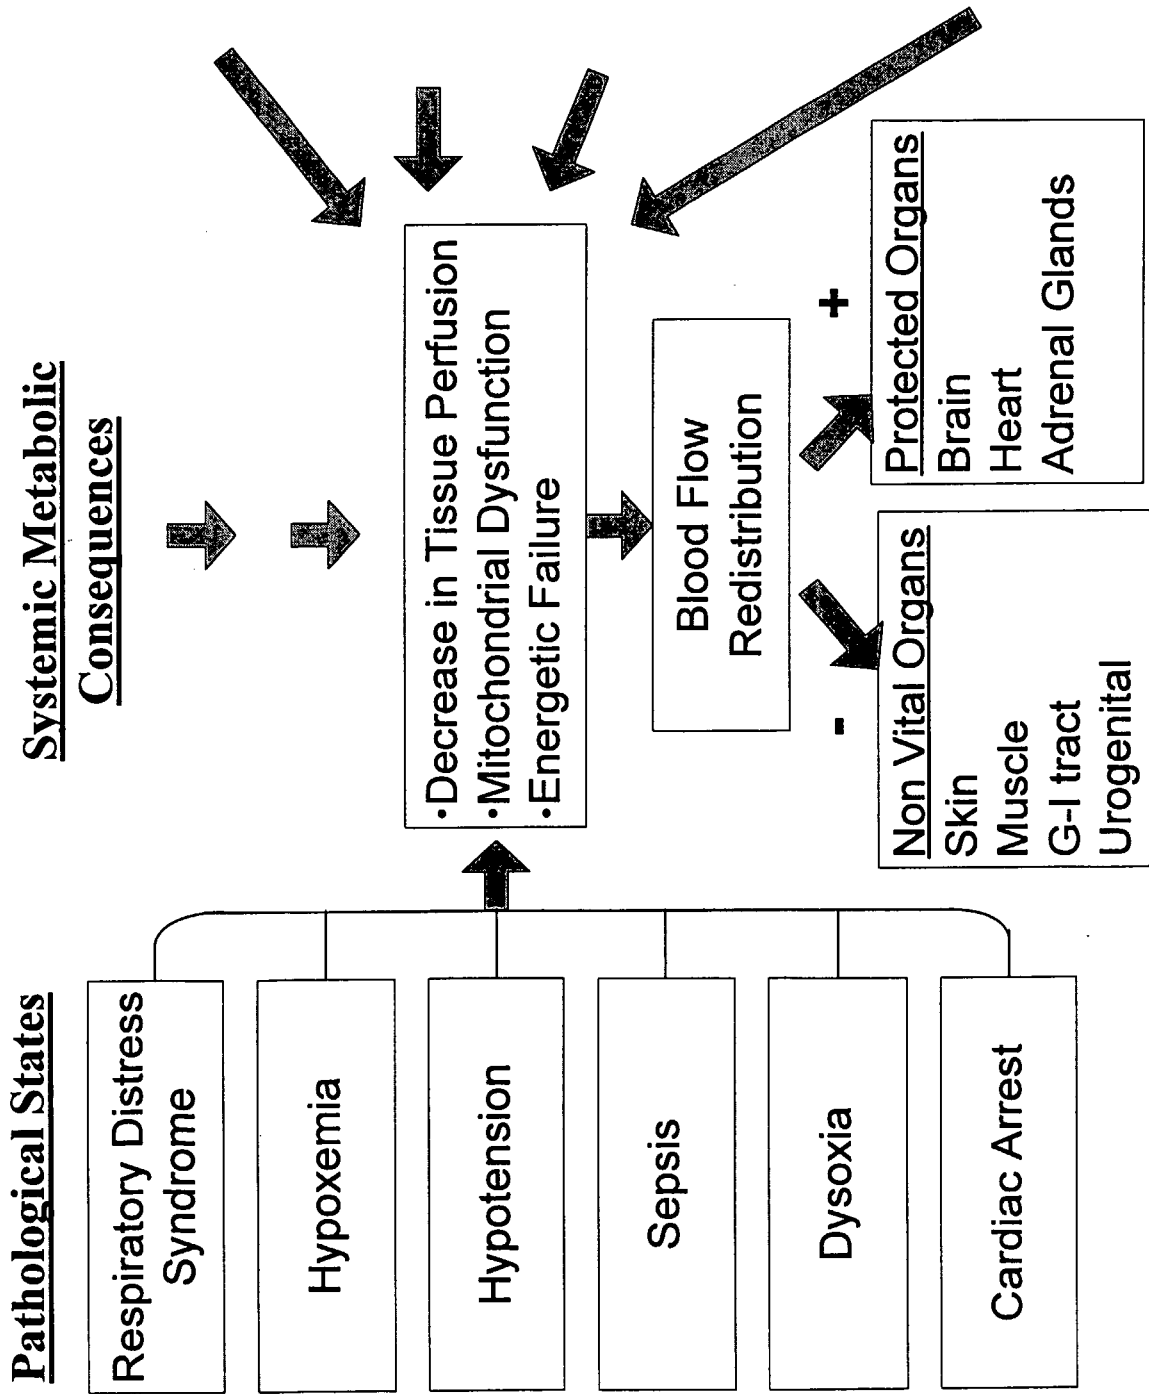 Pathological States
Respiratory Distress
Syndrome
Hypoxemia
Hypotension
Sepsis
Dysoxia
Cardiac Arrest
Systemic Metabolic
Consequences
•Decrease in Tissue Perfusion
•Mitochondrial Dysfunction
•Energetic Failure
Blood Flow
Redistribution
-
+
Non Vital Organs
Skin
Muscle
G-I tract
Urogenital
Protected Organs
Brain
Heart
Adrenal Glands